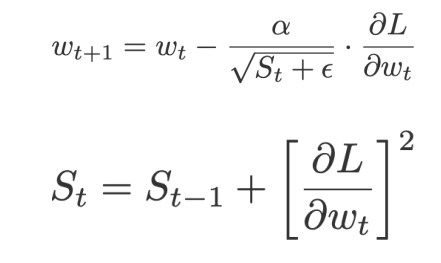 w_{t+1} = w_t - \frac{\alpha}{\sqrt{S_t + \epsilon}} \cdot \frac{\partial L}{\partial w_t}
S_t = S_{t-1} + \left[ \frac{\partial L}{\partial w_t} \right]^2